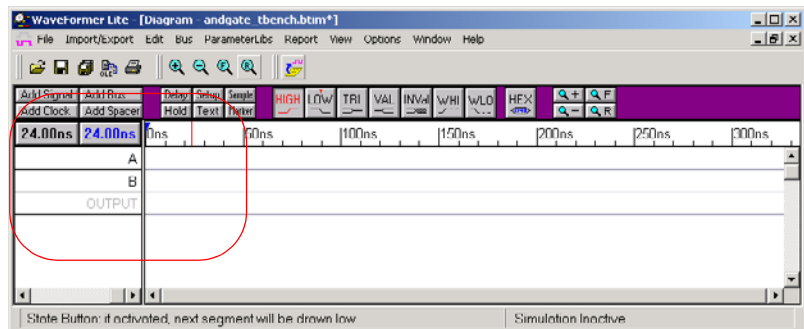 WaveFormer Lite - [Diagram - andgate_tbench.btim*]
File Import/Export Edit Bus ParameterLibs Report View Options Window Help
OLE
Add Signal Add Bus Delay Setup Sample HIGH LOW TRI VAL INVal WHI WLO HEX + F
Add Clock Add Spacer Hold Text Marker - R
24.00ns 24.00ns 0ns 50ns 100ns 150ns 200ns 250ns 300ns
A
B
OUTPUT
State Button: if activated, next segment will be drawn low Simulation Inactive